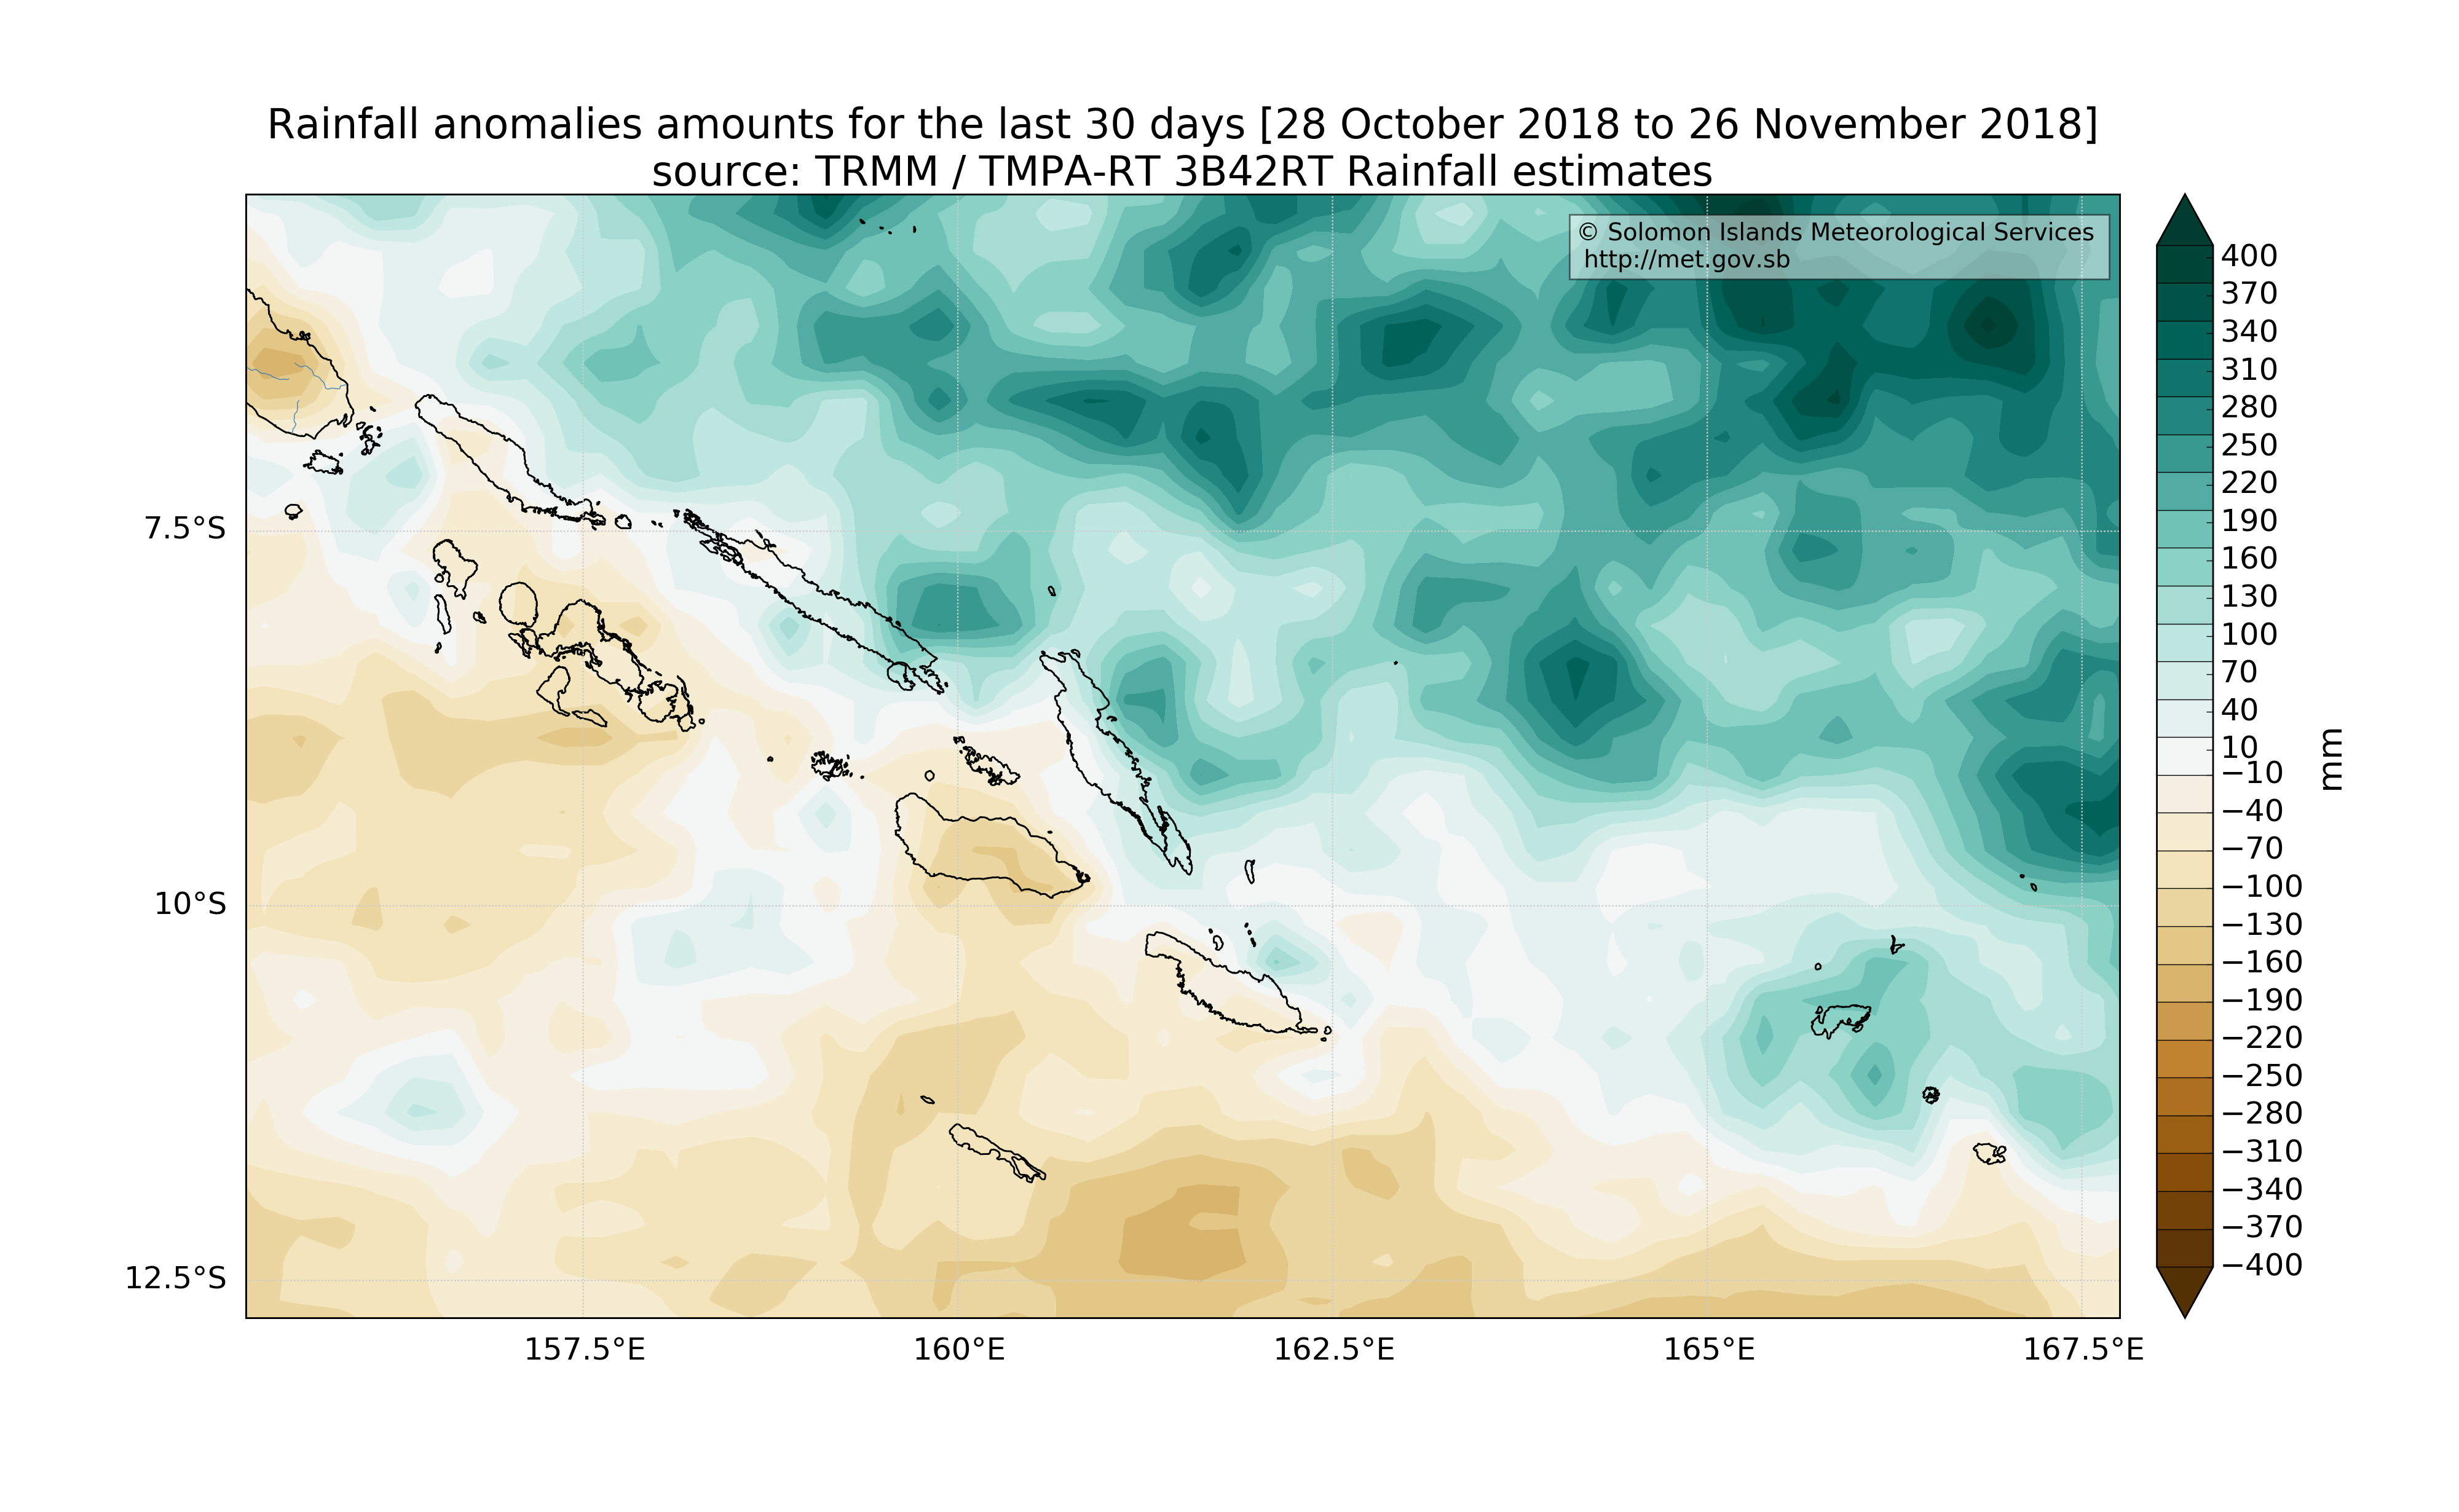 Rainfall anomalies amounts for the last 30 days [28 October 2018 to 26 November 2018]
source: TRMM / TMPA-RT 3B42RT Rainfall estimates
© Solomon Islands Meteorological Services
http://met.gov.sb
7.5°S
10°S
12.5°S
157.5°E
160°E
162.5°E
165°E
167.5°E
400
370
340
310
280
250
220
190
160
130
100
70
40
10
−10
−40
−70
−100
−130
−160
−190
−220
−250
−280
−310
−340
−370
−400
mm